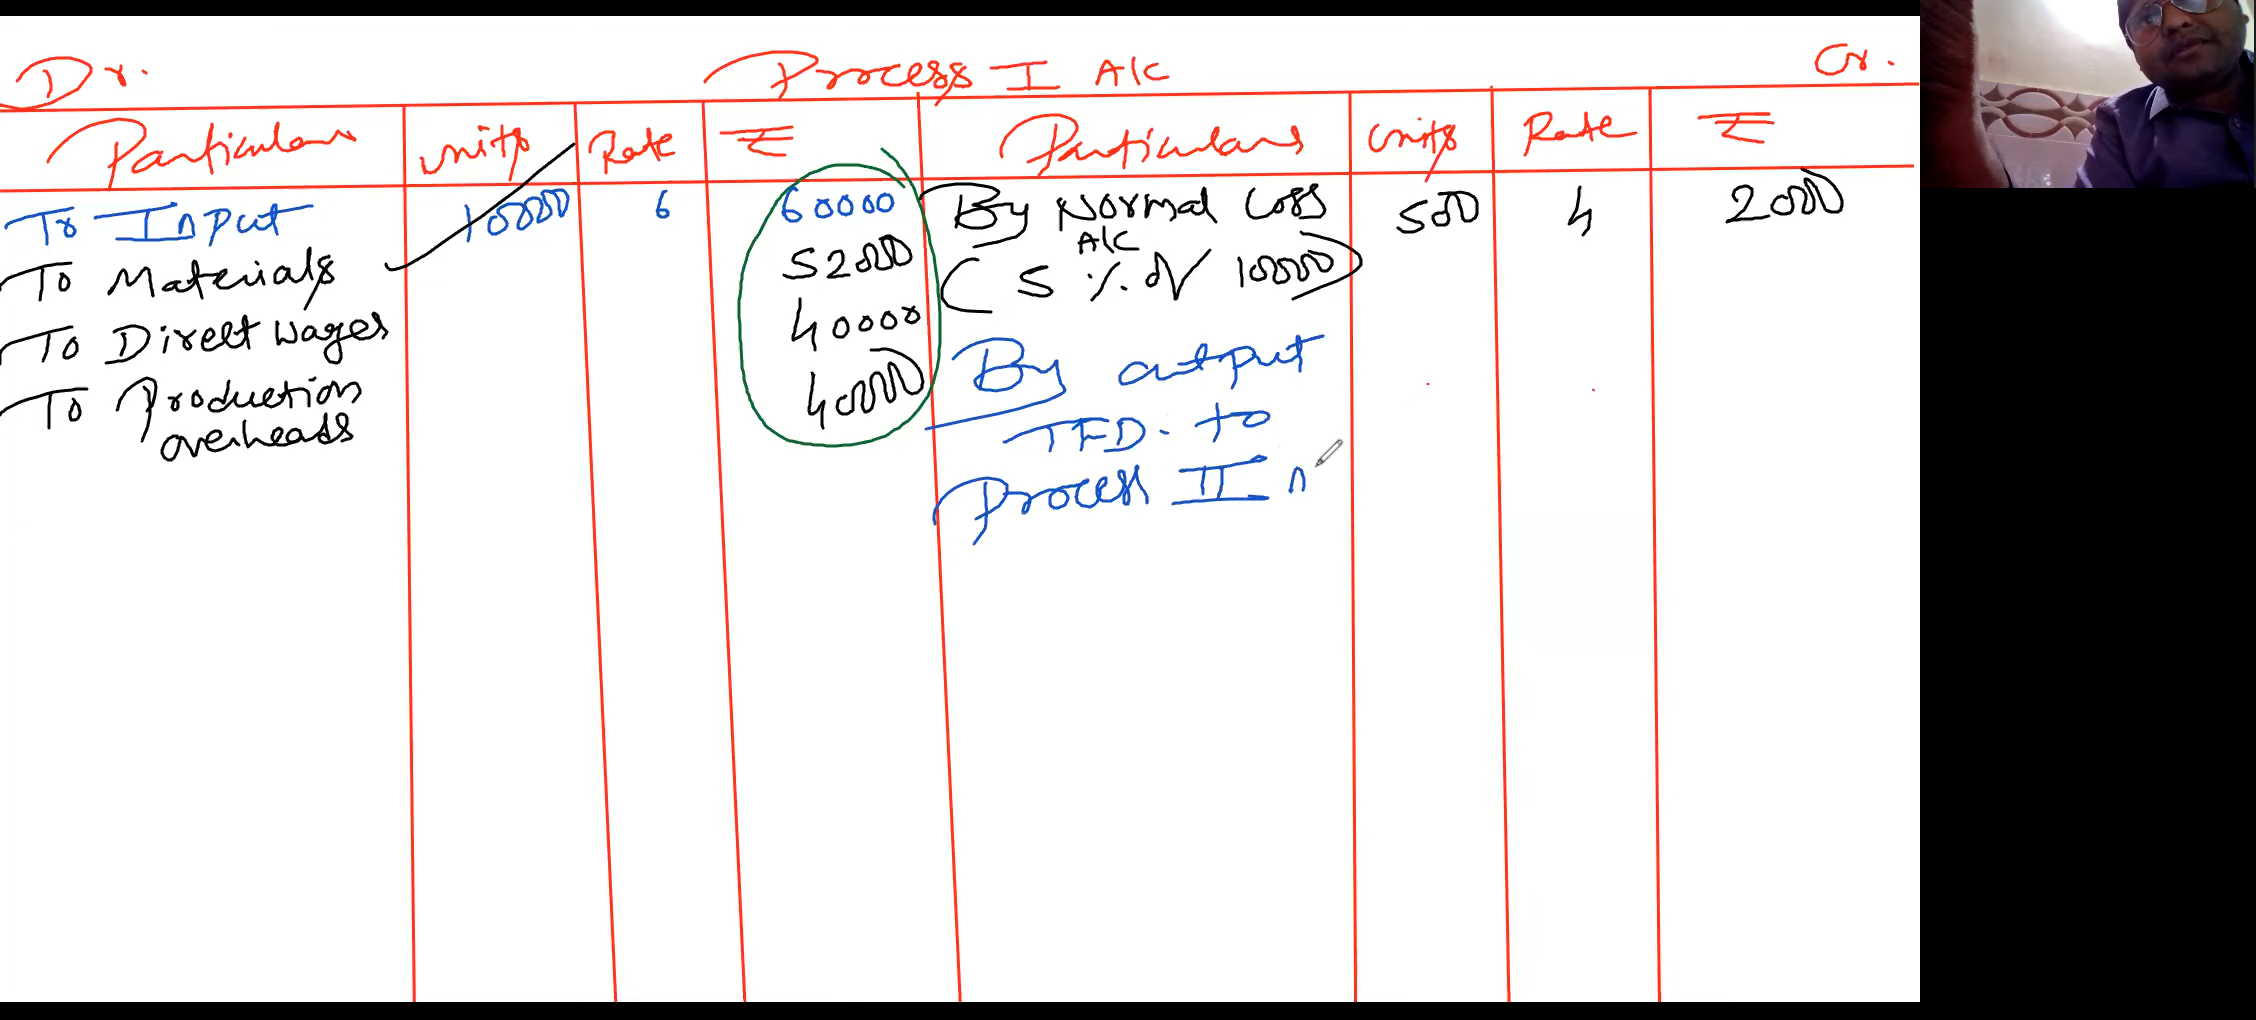 Dr. Process I A/C Cr.
Particulars units Rate ₹ Particulars units Rate ₹
To Input 10000 6 60000 By Normal Loss A/C 500 4 2000
To Materials 52000 (5 % of 10000)
To Direct wages 40000 By output
To Production overheads 40000 TFD. to
Process II